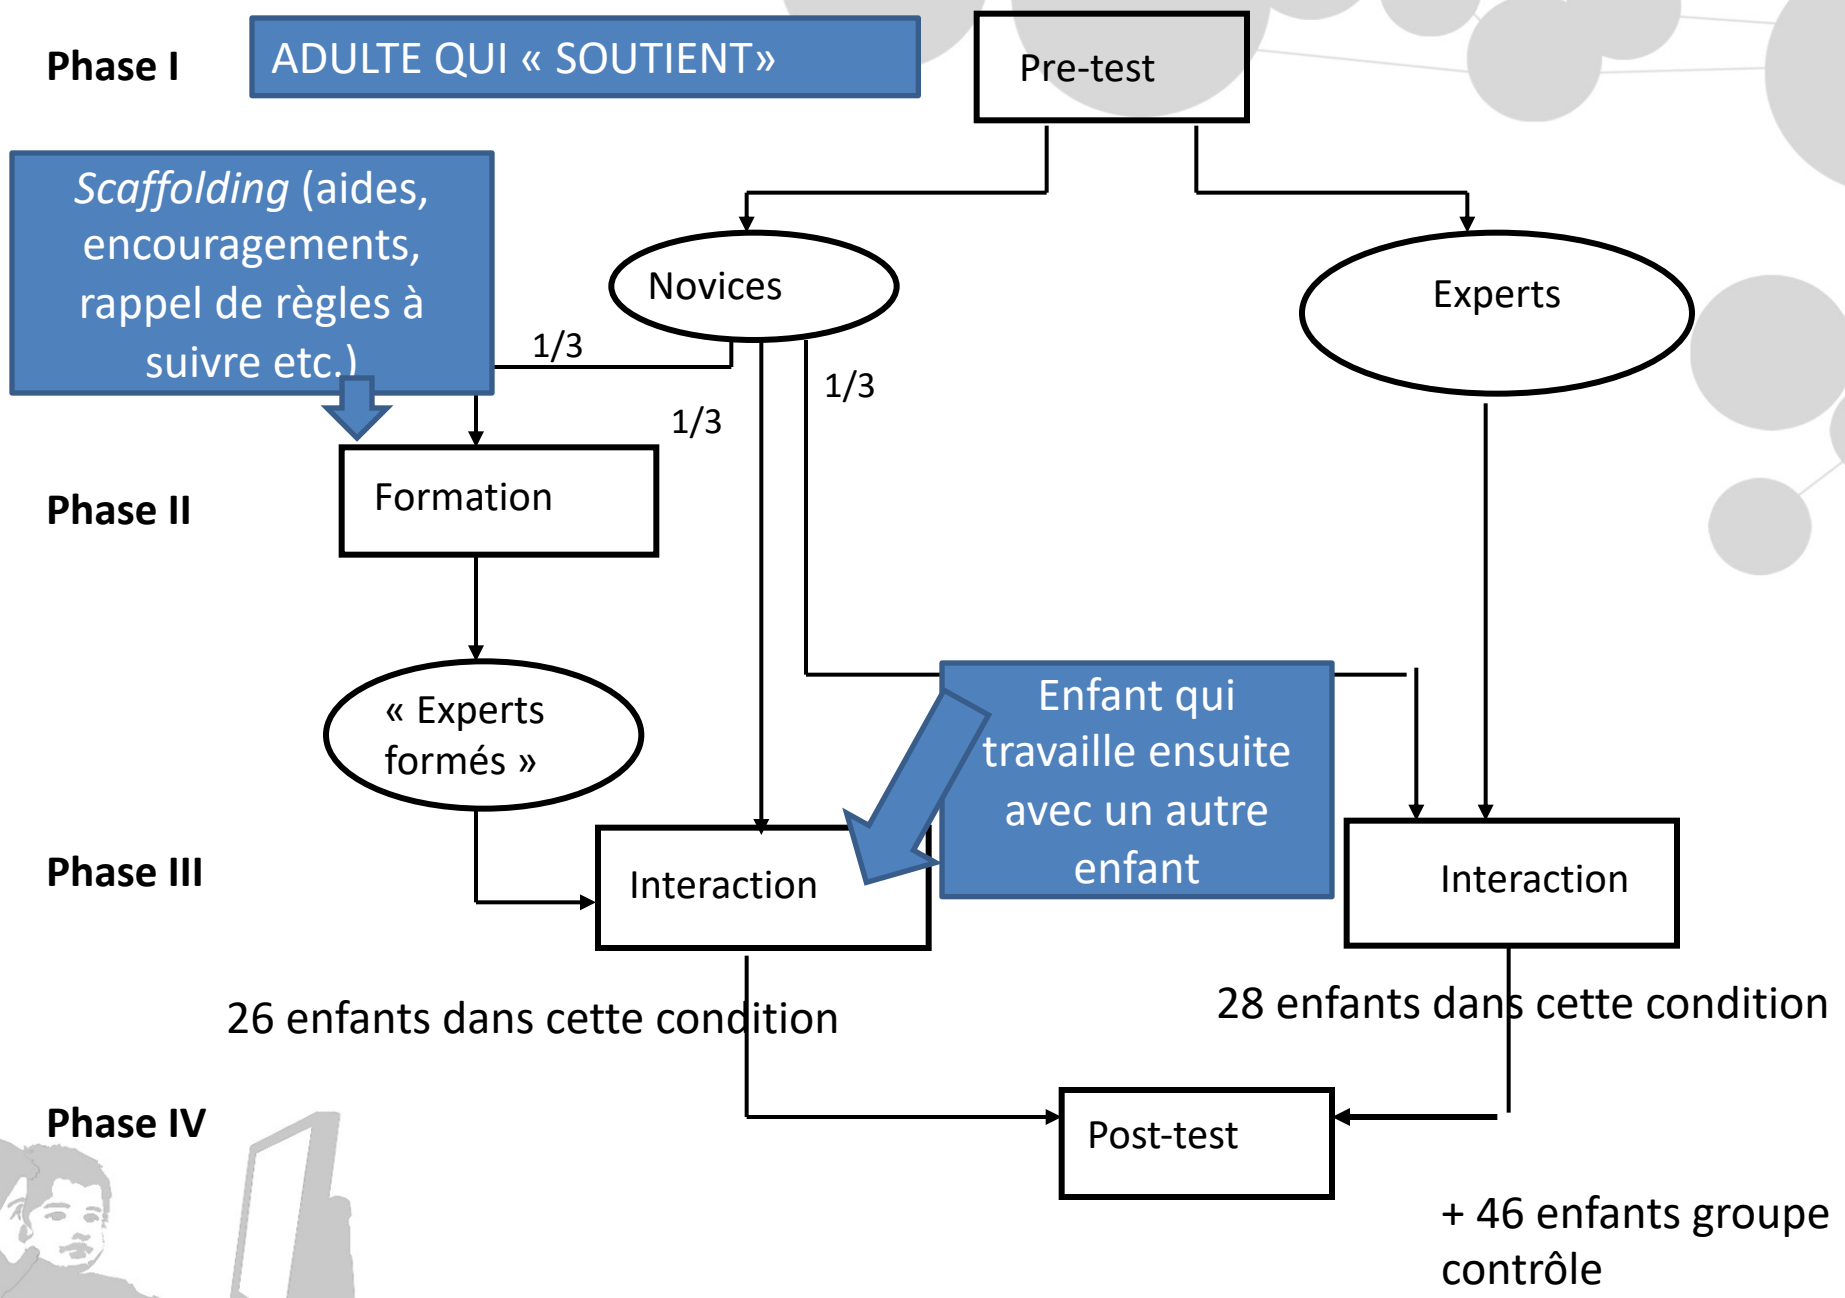 Phase I
ADULTE QUI « SOUTIENT»
Pre-test
Scaffolding (aides,
encouragements,
rappel de règles à
suivre etc.)
Novices
Experts
1/3
1/3
1/3
Phase II
Formation
« Experts
formés »
Enfant qui
travaille ensuite
avec un autre
enfant
Phase III
Interaction
Interaction
26 enfants dans cette condition
28 enfants dans cette condition
Phase IV
Post-test
+ 46 enfants groupe
contrôle